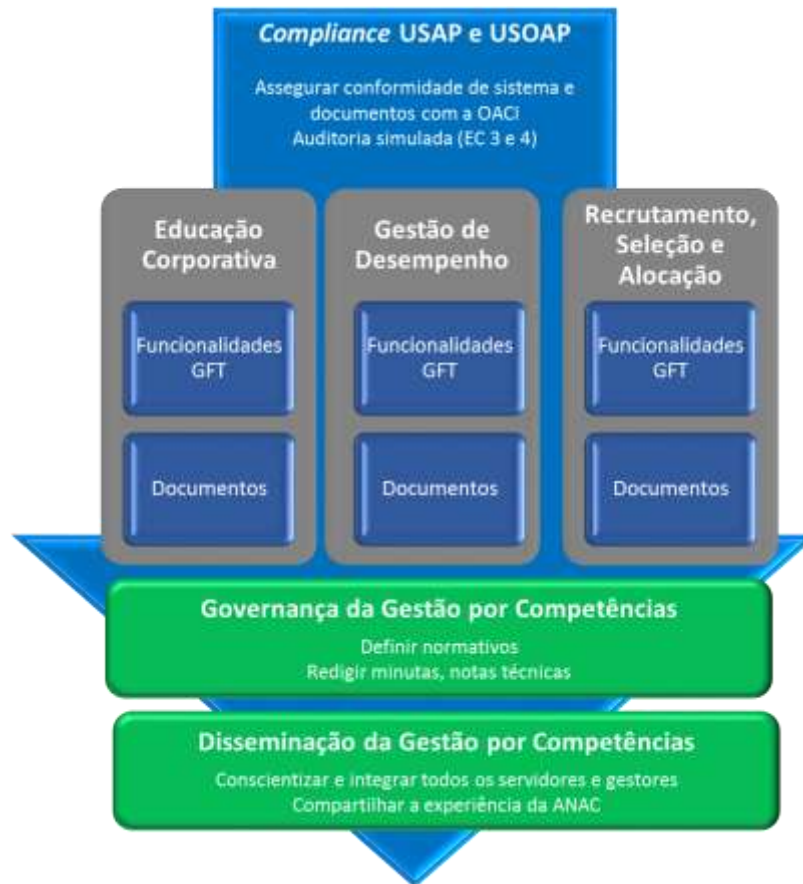 Compliance USAP e USOAP
Assegurar conformidade de sistema e
documentos com a OACI
Auditoria simulada (EC 3 e 4)
Educação
Corporativa
Funcionalidades
GFT
Documentos
Gestão de
Desempenho
Funcionalidades
GFT
Documentos
Recrutamento,
Seleção e
Alocação
Funcionalidades
GFT
Documentos
Governança da Gestão por Competências
Definir normativos
Redigir minutas, notas técnicas
Disseminação da Gestão por Competências
Conscientizar e integrar todos os servidores e gestores
Compartilhar a experiência da ANAC